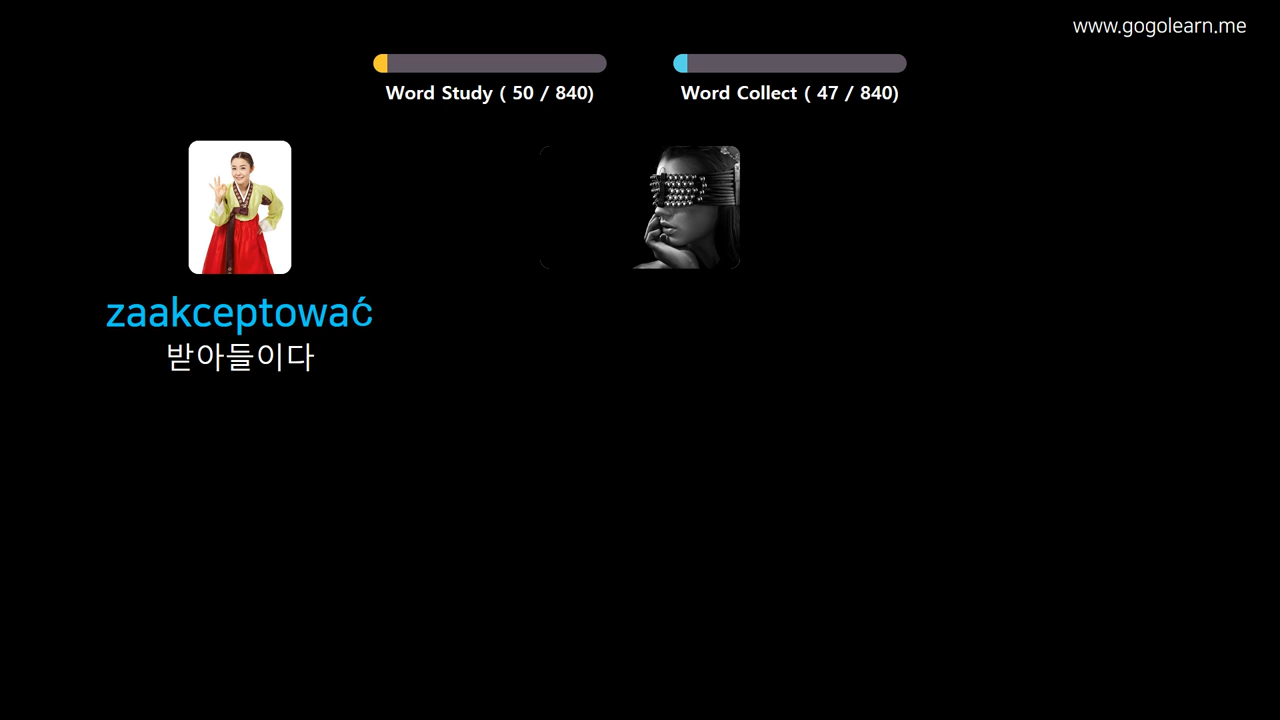 www.gogolearn.me
Word Study ( 50 / 840)
Word Collect ( 47 / 840)
zaakceptować
받아들이다